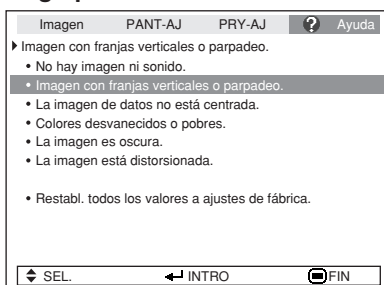 Imagen PANT-AJ PRY-AJ ? Ayuda
Imagen con franjas verticales o parpadeo.
• No hay imagen ni sonido.
• Imagen con franjas verticales o parpadeo.
• La imagen de datos no está centrada.
• Colores desvanecidos o pobres.
• La imagen es oscura.
• La imagen está distorsionada.
• Restabl. todos los valores a ajustes de fábrica.
SEL. INTRO FIN